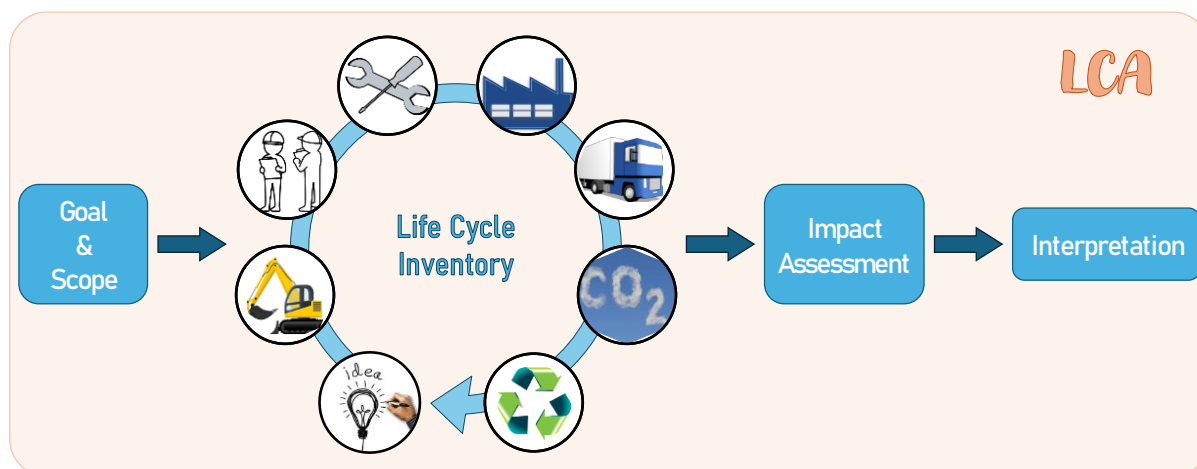 LCA
Goal
&
Scope
Life Cycle
Inventory
CO2
idea
Impact
Assessment
Interpretation